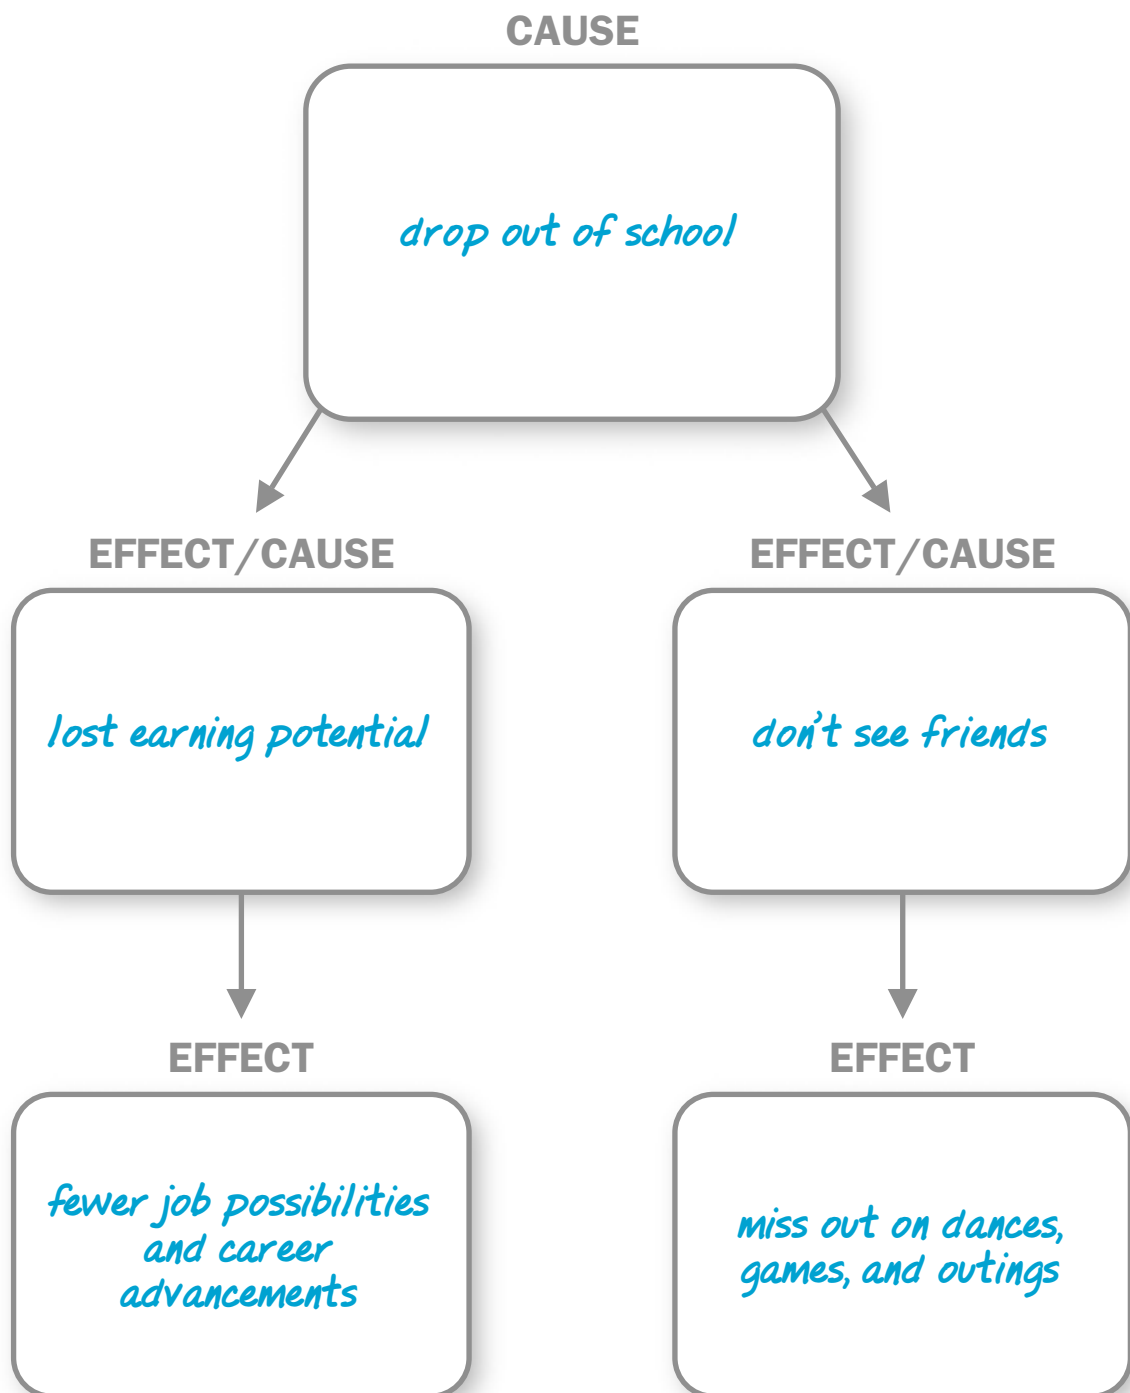 CAUSE
drop out of school
EFFECT/CAUSE
lost earning potential
EFFECT/CAUSE
don't see friends
EFFECT
fewer job possibilities
and career
advancements
EFFECT
miss out on dances,
games, and outings